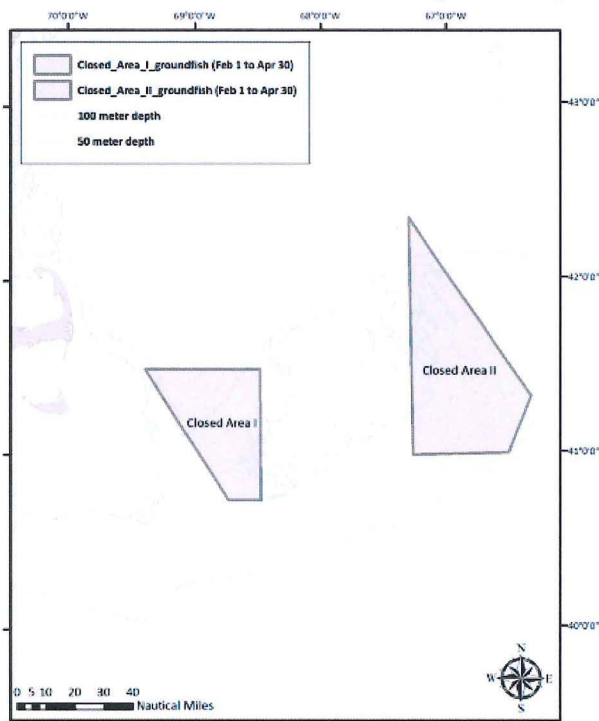 70°0'0"W 69°0'0"W 68°0'0"W 67°0'0"W
Closed_Area_I_groundfish (Feb 1 to Apr 30)
Closed_Area_II_groundfish (Feb 1 to Apr 30)
100 meter depth
50 meter depth
43°0'0"
42°0'0"
Closed Area II
Closed Area I
41°0'0"
40°0'0"
N
W E
S
0 5 10 20 30 40
Nautical Miles